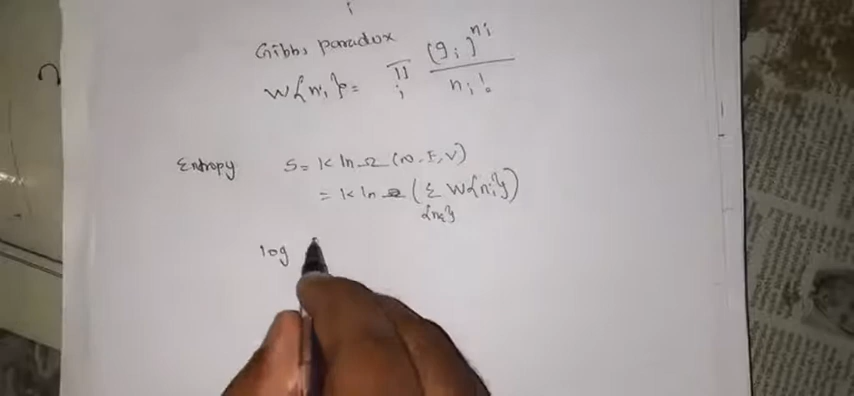 i
Gibbs paradox
W{ni} = Π i (gi)^ni / ni!
Entropy S = K ln Ω (N, E, V)
= K ln (Σ {ni} W{ni})
log